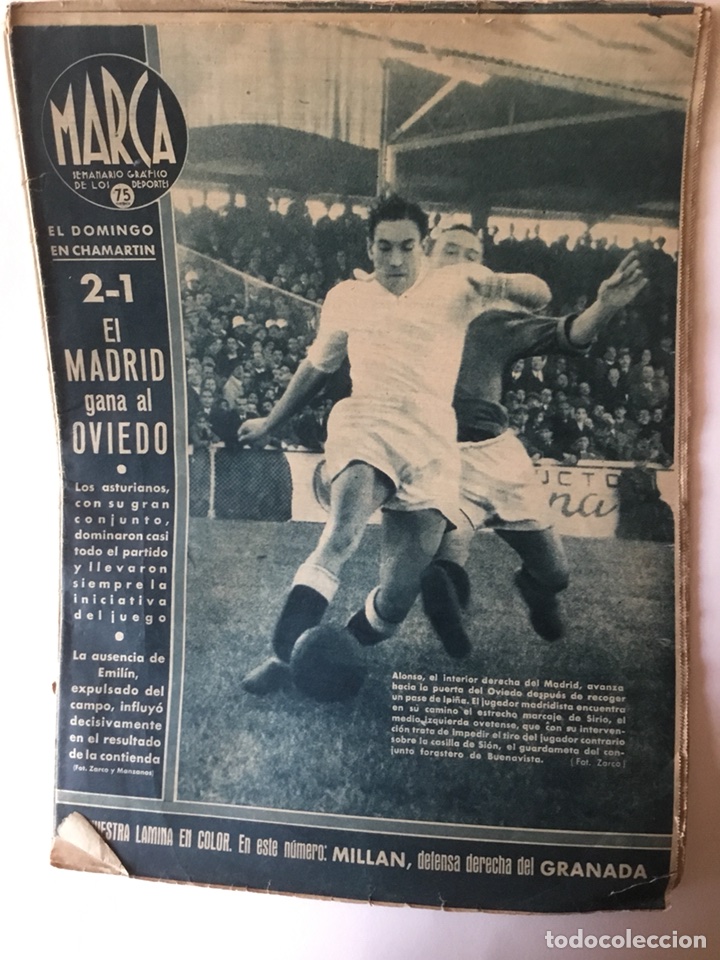 MARCA
SEMANARIO GRÁFICO
DE LOS DEPORTES
75
EL DOMINGO
EN CHAMARTIN
2-1
El
MADRID
gana al
OVIEDO
Los asturianos,
con su gran
conjunto,
dominaron casi
todo el partido
y llevaron
siempre la
iniciativa
del juego
La ausencia de
Emilín,
expulsado del
campo, influyó
decisivamente
en el resultado
de la contienda
(Fot. Zarco y Manzanos)
UCTO
na
Alonso, el interior derecha del Madrid, avanza
hacia la puerta del Oviedo después de recoger
un pase de Ipiña. El jugador madridista encuentra
en su camino el estrecho marcaje de Sirio, el
medio izquierda ovetense, que con su interven-
ción trata de impedir el tiro del jugador contrario
sobre la casilla de Sión, el guardameta del con-
junto forastero de Buenavista.
(Fot. Zarco)
UESTRA LAMINA EN COLOR. En este número: MILLAN, defensa derecha del GRANADA
todocoleccion